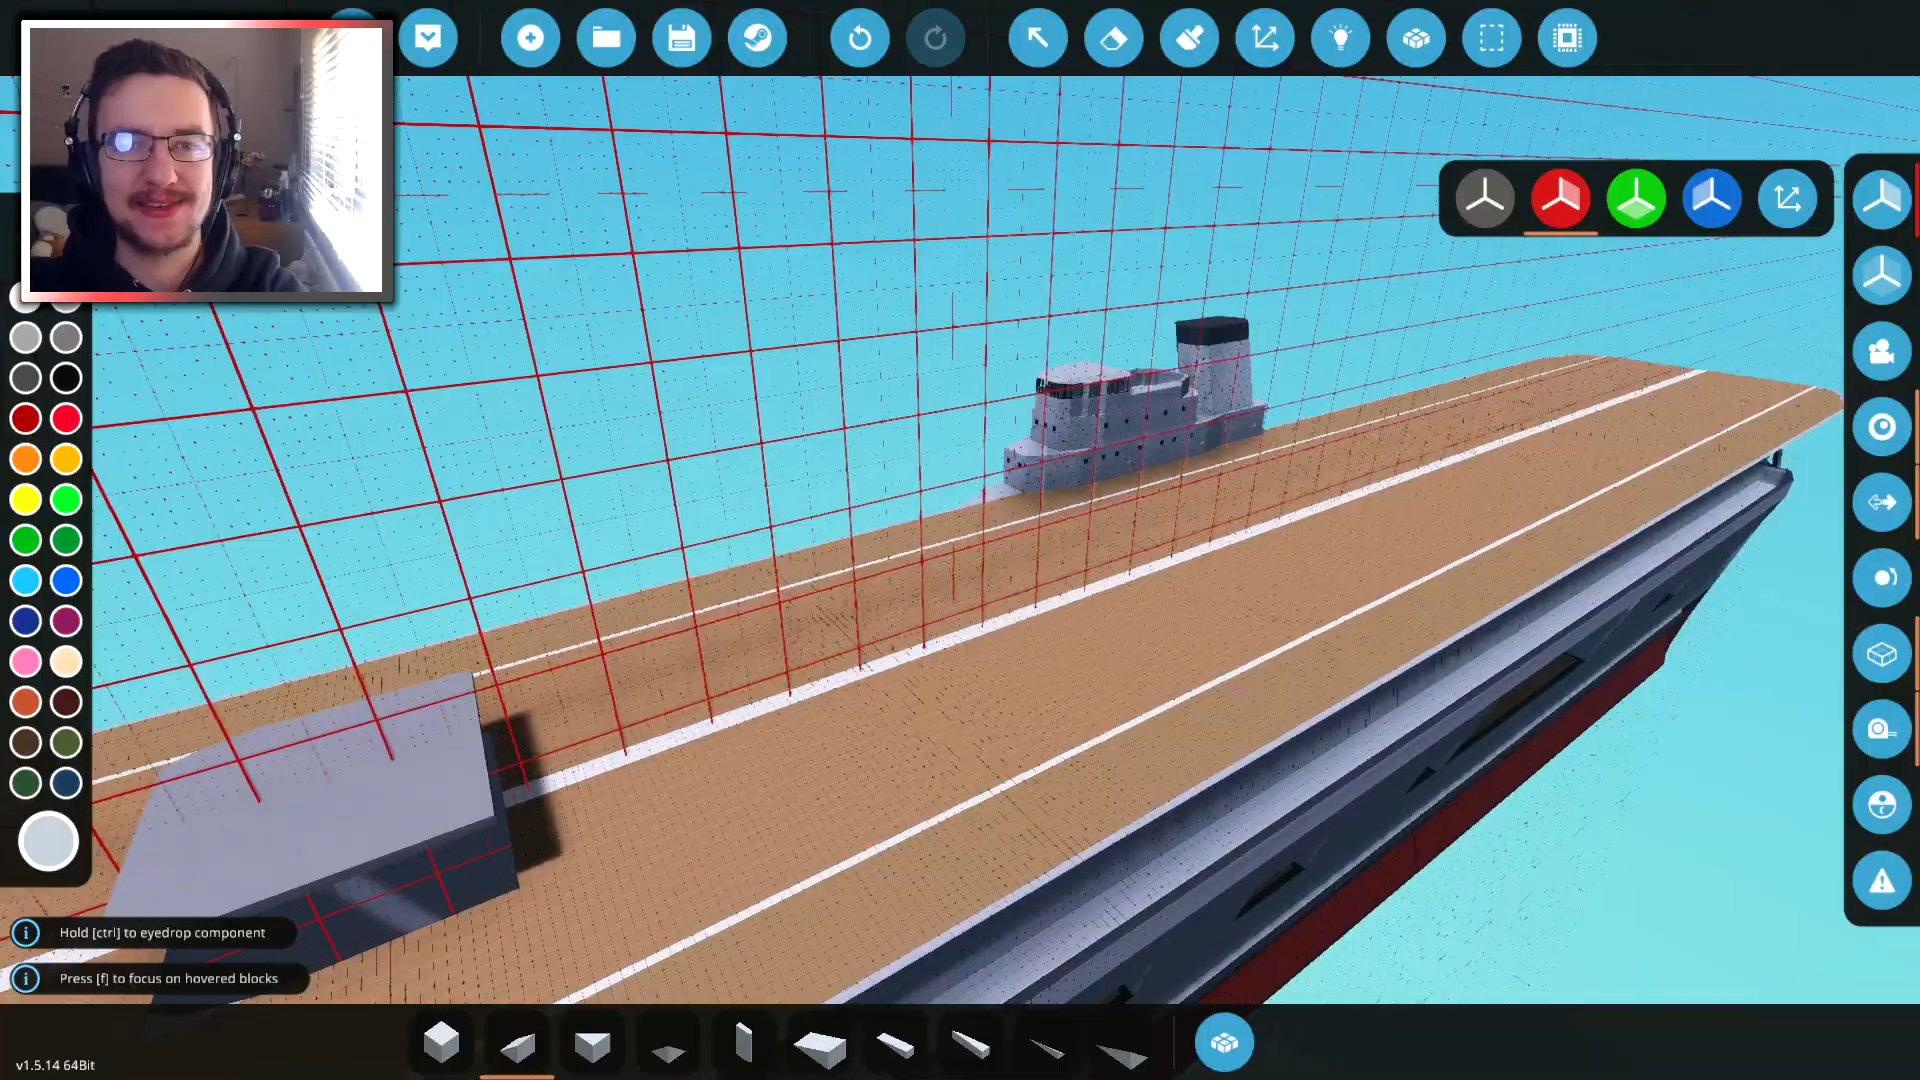 Hold [ctrl] to eyedrop component
Press [f] to focus on hovered blocks
v1.5.14 64Bit